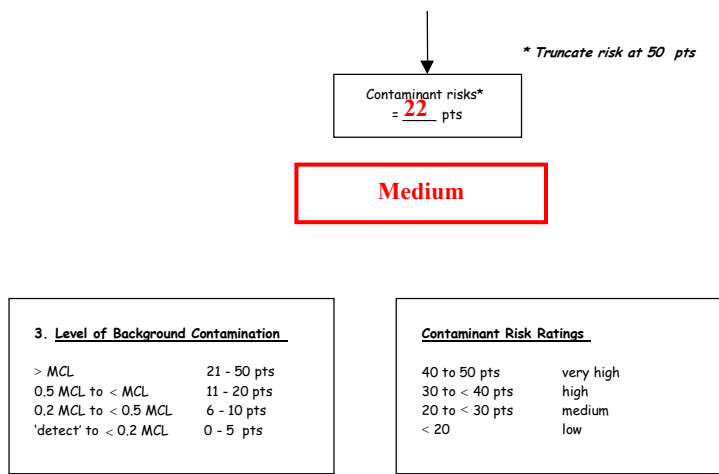 * Truncate risk at 50 pts
Contaminant risks*
= 22 pts
Medium
3. Level of Background Contamination
> MCL 21 - 50 pts
0.5 MCL to < MCL 11 - 20 pts
0.2 MCL to < 0.5 MCL 6 - 10 pts
‘detect’ to < 0.2 MCL 0 - 5 pts
Contaminant Risk Ratings
40 to 50 pts very high
30 to < 40 pts high
20 to < 30 pts medium
< 20 low